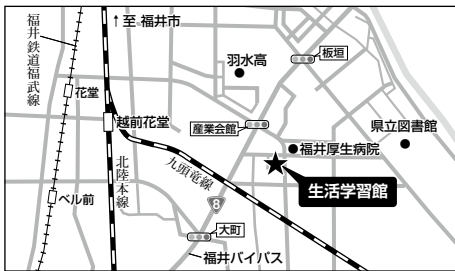 ↑至 福井市
福井鉄道福武線
羽水高
板垣
花堂
越前花堂
産業会館
県立図書館
福井厚生病院
北陸本線
九頭竜線
生活学習館
ベル前
8
大町
福井バイパス